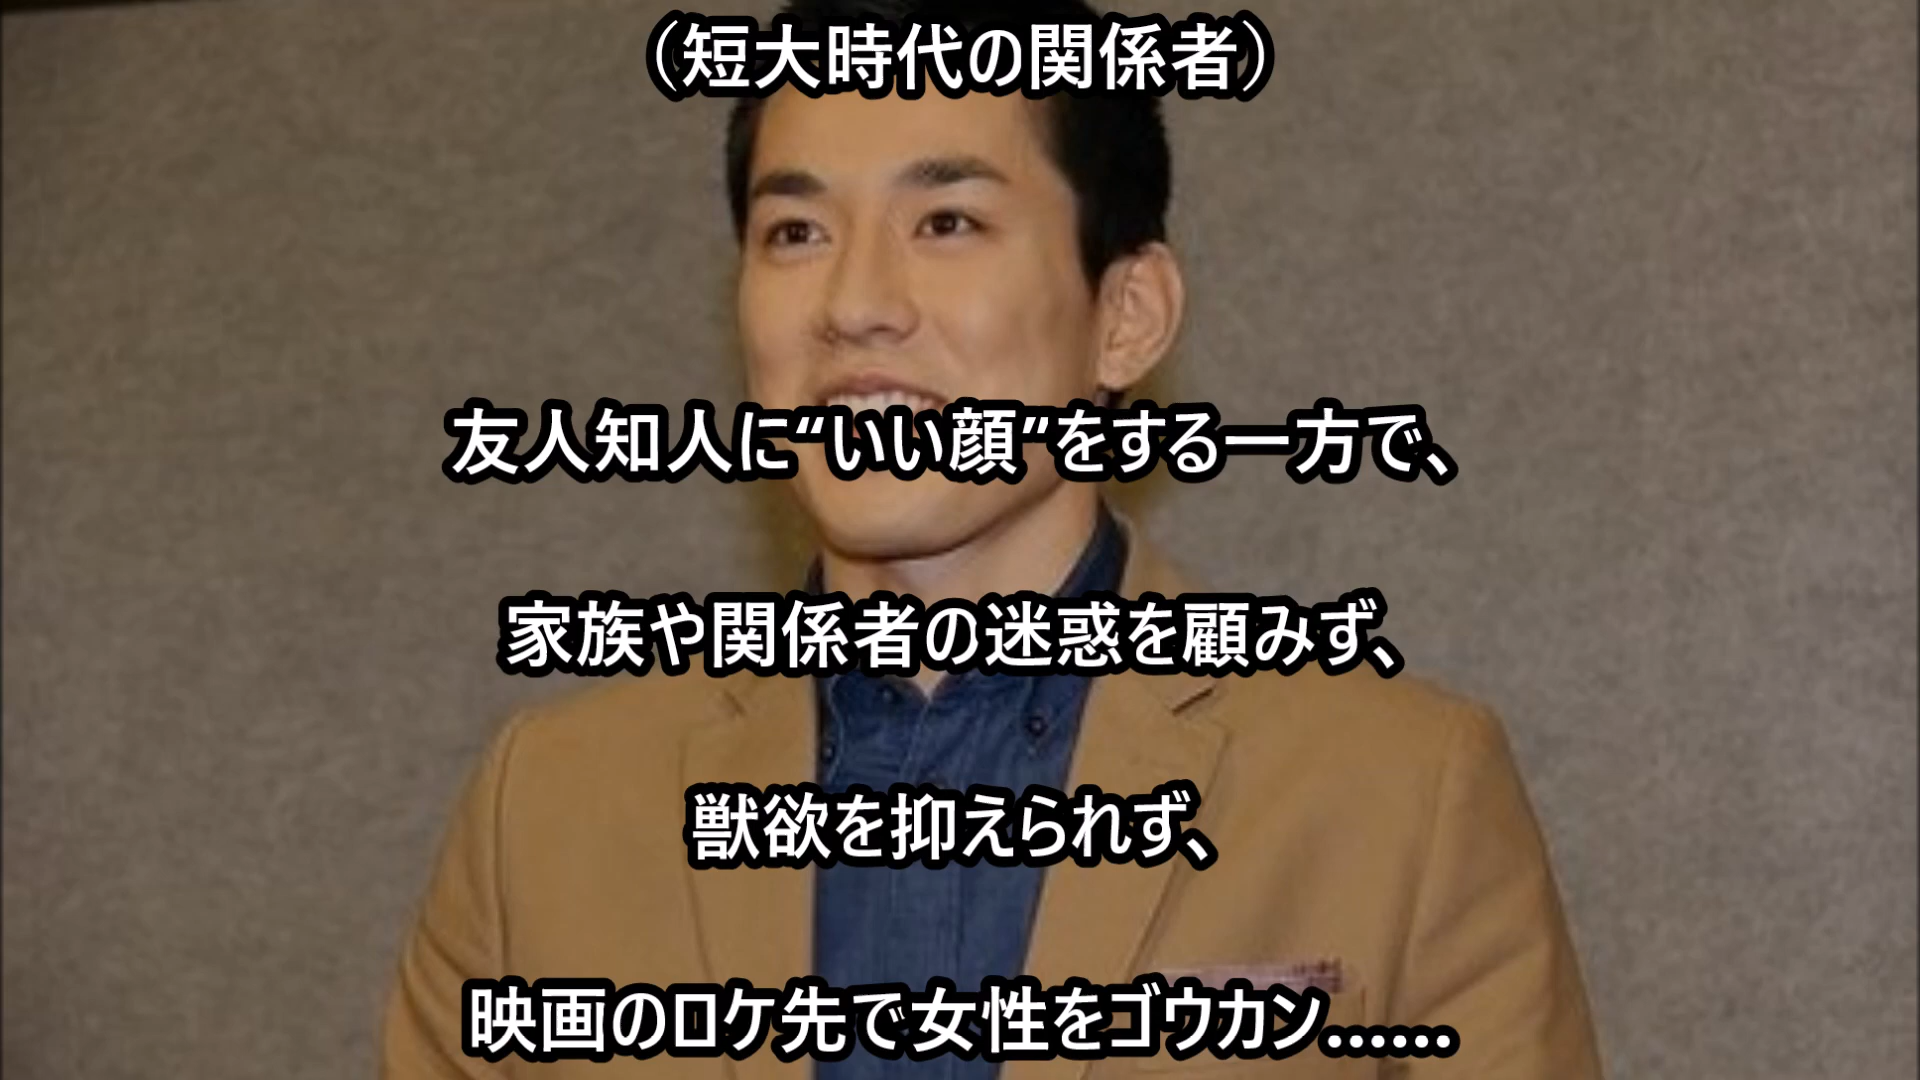 （短大時代の関係者）
友人知人に“いい顔”をする一方で、
家族や関係者の迷惑を顧みず、
獣欲を抑えられず、
映画のロケ先で女性をゴウカン……